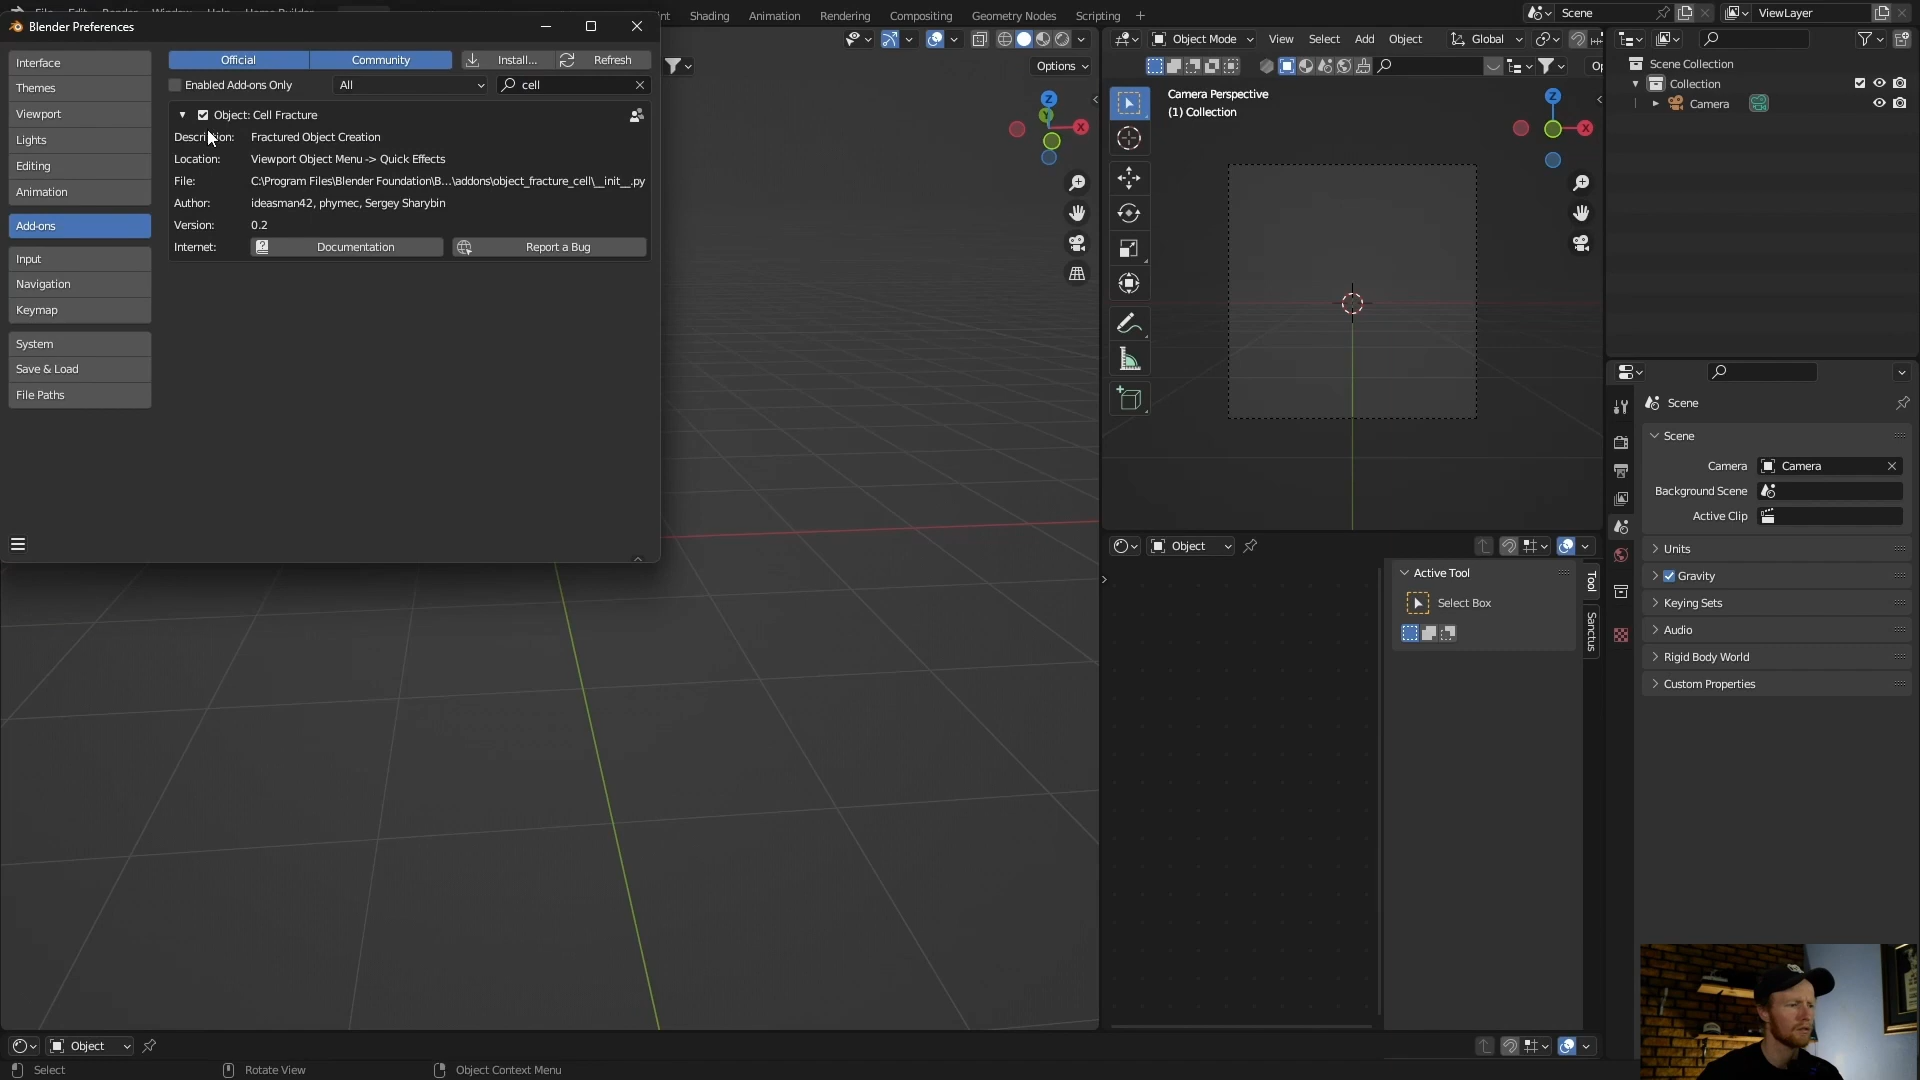 Blender Preferences
Shading
Animation
Rendering
Compositing
Geometry Nodes
Scripting
Scene
ViewLayer
Interface
Themes
Viewport
Lights
Editing
Animation
Add-ons
Input
Navigation
Keymap
System
Save & Load
File Paths
Official
Community
Install...
Refresh
Enabled Add-ons Only
All
cell
Object: Cell Fracture
Description: Fractured Object Creation
Location: Viewport Object Menu -> Quick Effects
File: C:\Program Files\Blender Foundation\B...\addons\object_fracture_cell\__init__.py
Author: ideasman42, phymec, Sergey Sharybin
Version: 0.2
Internet: Documentation Report a Bug
Options
Z
Y
X
Object Mode
View
Select
Add
Object
Global
Op
Camera Perspective
(1) Collection
Z
X
Object
Active Tool
Select Box
Tool
Sanctus
Scene Collection
Collection
Camera
Scene
Scene
Camera Camera
Background Scene
Active Clip
Units
Gravity
Keying Sets
Audio
Rigid Body World
Custom Properties
Object
Select
Rotate View
Object Context Menu